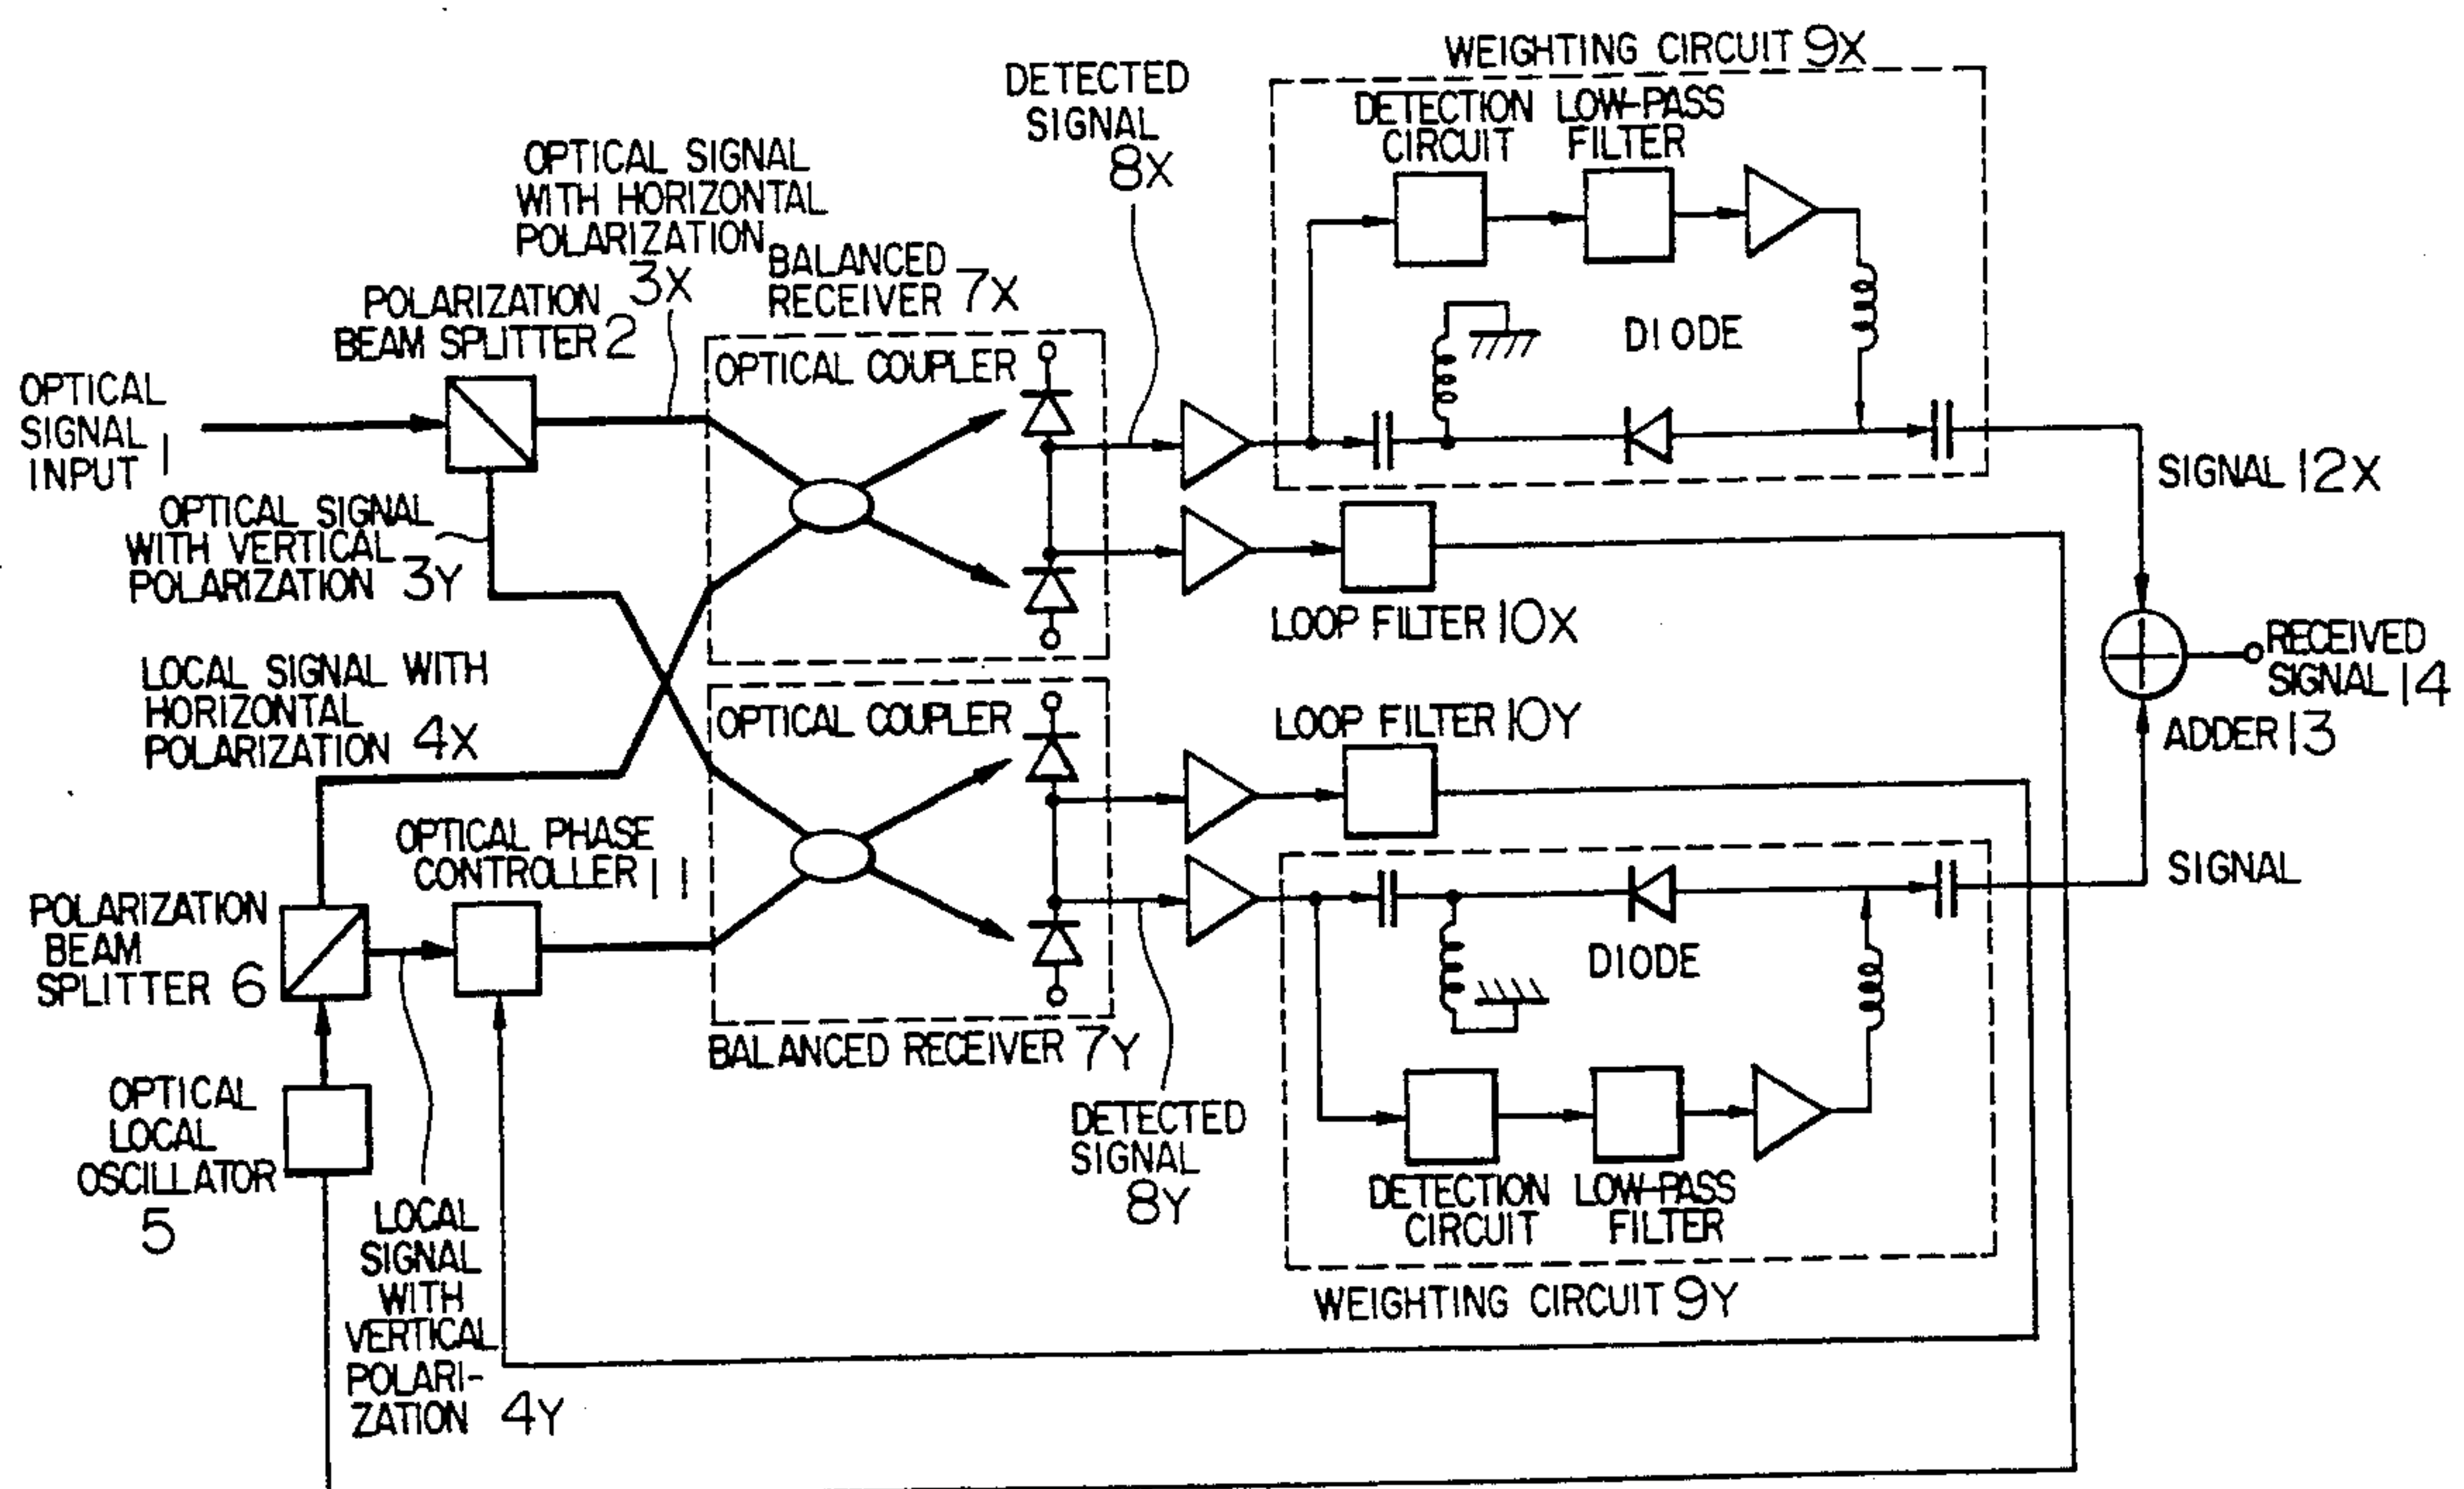 WEIGHTING CIRCUIT 9X
DETECTED
SIGNAL
8X
DETECTION
CIRCUIT
LOW-PASS
FILTER
OPTICAL SIGNAL
WITH HORIZONTAL
POLARIZATION
3X
BALANCED
RECEIVER 7X
POLARIZATION
BEAM SPLITTER 2
OPTICAL COUPLER
DIODE
OPTICAL
SIGNAL
INPUT 1
SIGNAL 12X
OPTICAL SIGNAL
WITH VERTICAL
POLARIZATION 3Y
LOOP FILTER 10X
RECEIVED
SIGNAL 14
ADDER 13
LOCAL SIGNAL WITH
HORIZONTAL
POLARIZATION 4X
OPTICAL COUPLER
LOOP FILTER 10Y
OPTICAL PHASE
CONTROLLER 11
SIGNAL
POLARIZATION
BEAM
SPLITTER 6
DIODE
BALANCED RECEIVER 7Y
OPTICAL
LOCAL
OSCILLATOR
5
DETECTED
SIGNAL
8Y
DETECTION
CIRCUIT
LOW-PASS
FILTER
LOCAL
SIGNAL
WITH
VERTICAL
POLARI-
ZATION 4Y
WEIGHTING CIRCUIT 9Y